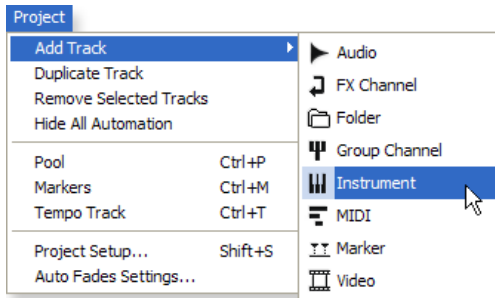 Project
Add Track
Duplicate Track
Remove Selected Tracks
Hide All Automation
Pool Ctrl+P
Markers Ctrl+M
Tempo Track Ctrl+T
Project Setup... Shift+S
Auto Fades Settings...
Audio
FX Channel
Folder
Group Channel
Instrument
MIDI
Marker
Video